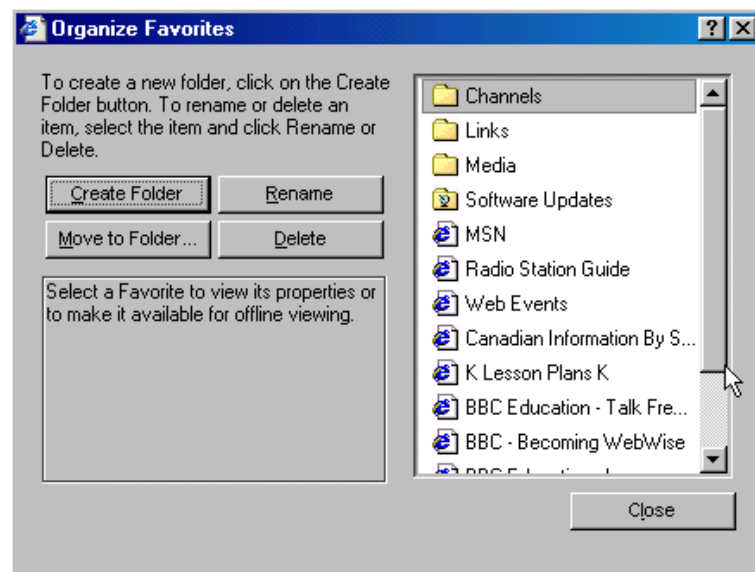 Organize Favorites
To create a new folder, click on the Create
Folder button. To rename or delete an
item, select the item and click Rename or
Delete.
Create Folder
Rename
Move to Folder...
Delete
Select a Favorite to view its properties or
to make it available for offline viewing.
Channels
Links
Media
Software Updates
MSN
Radio Station Guide
Web Events
Canadian Information By S...
K Lesson Plans K
BBC Education - Talk Fre...
BBC - Becoming WebWise
Close